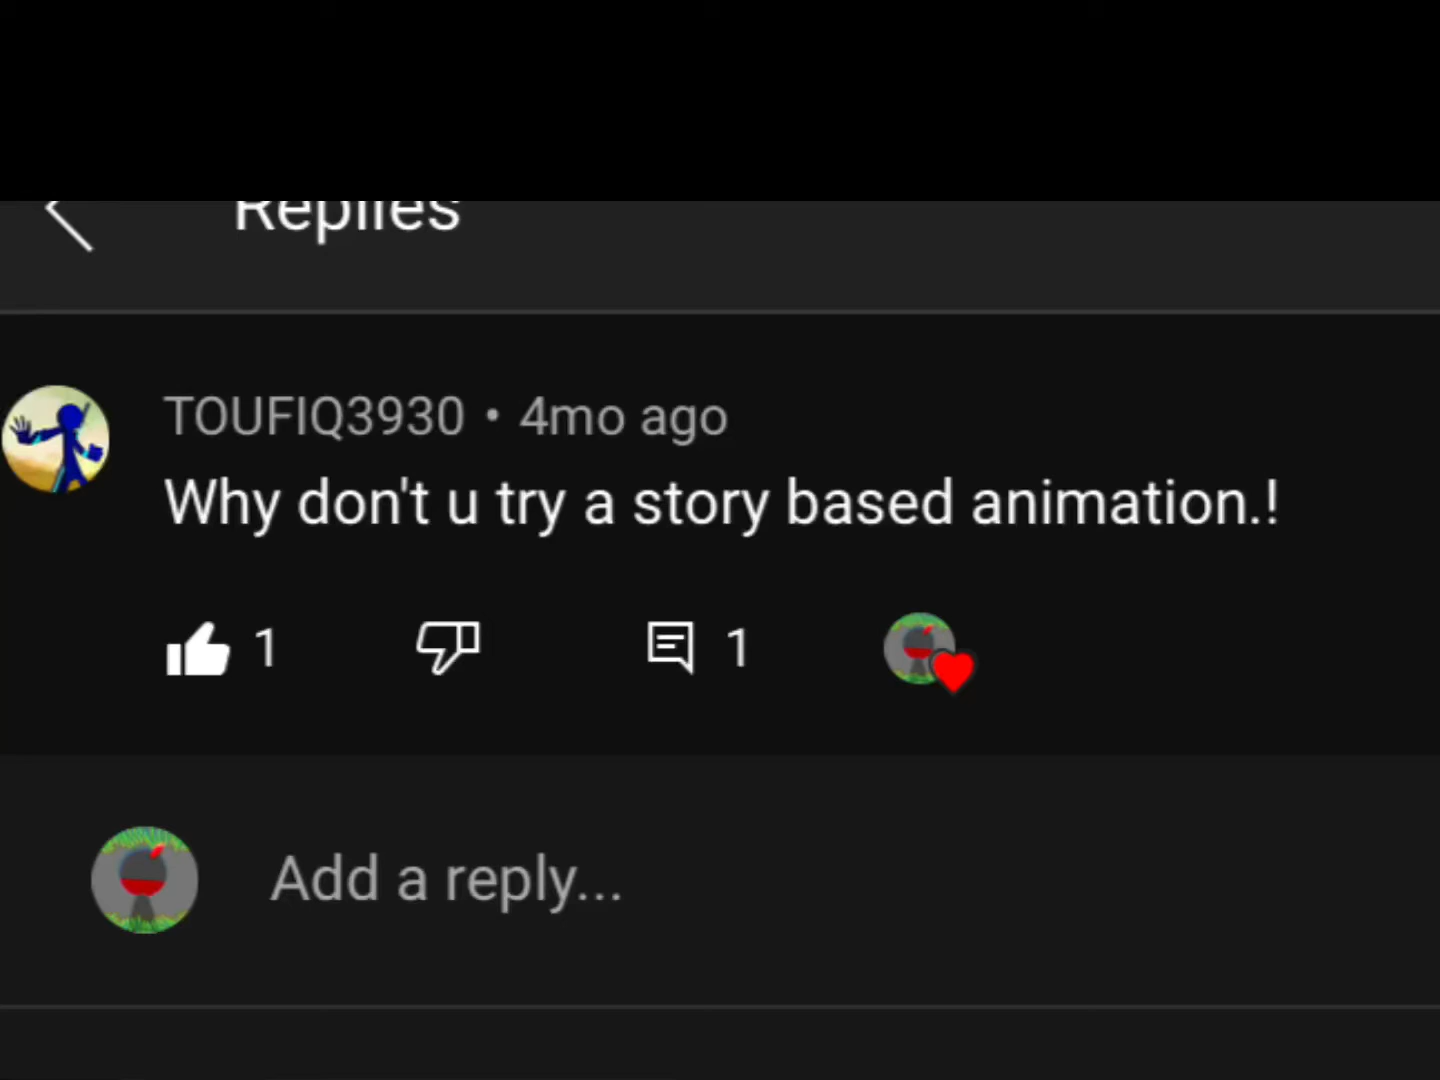 Replies
TOUFIQ3930 • 4mo ago
Why don't u try a story based animation.!
1 1
Add a reply...